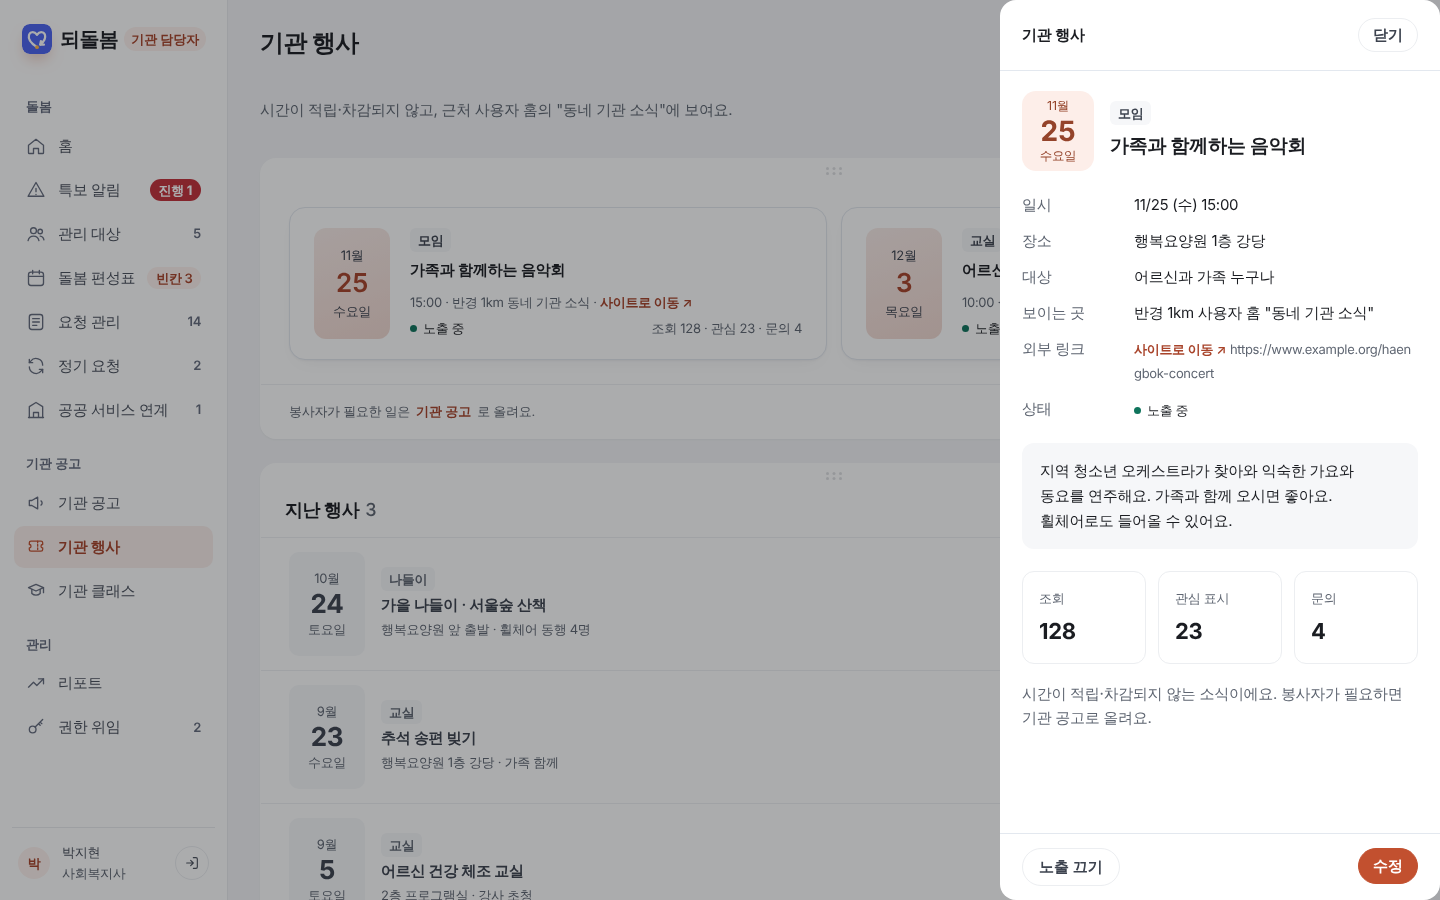 되돌봄 기관 담당자
돌봄
홈
특보 알림 진행 1
관리 대상 5
돌봄 편성표 빈칸 3
요청 관리 14
정기 요청 2
공공 서비스 연계 1
기관 공고
기관 공고
기관 행사
기관 클래스
관리
리포트
권한 위임 2
박 박지현
사회복지사
기관 행사
시간이 적립·차감되지 않고, 근처 사용자 홈의 "동네 기관 소식"에 보여요.
11월
25
수요일
모임
가족과 함께하는 음악회
15:00 · 반경 1km 동네 기관 소식 · 사이트로 이동 ↗
노출 중 조회 128 · 관심 23 · 문의 4
12월
3
목요일
교실
어르신
10:00 ·
노출
봉사자가 필요한 일은 기관 공고 로 올려요.
지난 행사 3
10월
24
토요일
나들이
가을 나들이 · 서울숲 산책
행복요양원 앞 출발 · 휠체어 동행 4명
9월
23
수요일
교실
추석 송편 빚기
행복요양원 1층 강당 · 가족 함께
9월
5
토요일
교실
어르신 건강 체조 교실
2층 프로그램실 · 강사 초청
기관 행사 닫기
11월
25
수요일
모임
가족과 함께하는 음악회
일시 11/25 (수) 15:00
장소 행복요양원 1층 강당
대상 어르신과 가족 누구나
보이는 곳 반경 1km 사용자 홈 "동네 기관 소식"
외부 링크 사이트로 이동 ↗ https://www.example.org/haen
gbok-concert
상태 노출 중
지역 청소년 오케스트라가 찾아와 익숙한 가요와
동요를 연주해요. 가족과 함께 오시면 좋아요.
휠체어로도 들어올 수 있어요.
조회 관심 표시 문의
128 23 4
시간이 적립·차감되지 않는 소식이에요. 봉사자가 필요하면
기관 공고로 올려요.
노출 끄기 수정